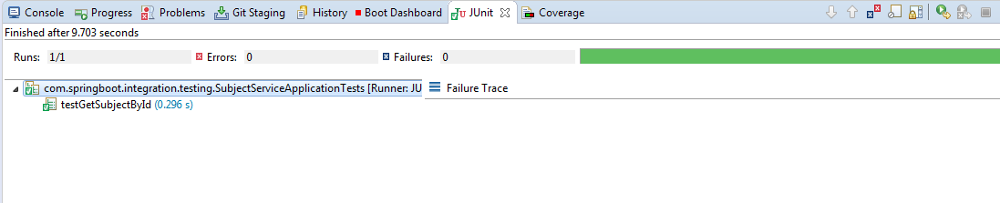 Console Progress Problems Git Staging History Boot Dashboard JUnit Coverage
Finished after 9.703 seconds
Runs: 1/1 Errors: 0 Failures: 0
com.springboot.integration.testing.SubjectServiceApplicationTests [Runner: JU Failure Trace
testGetSubjectById (0.296 s)